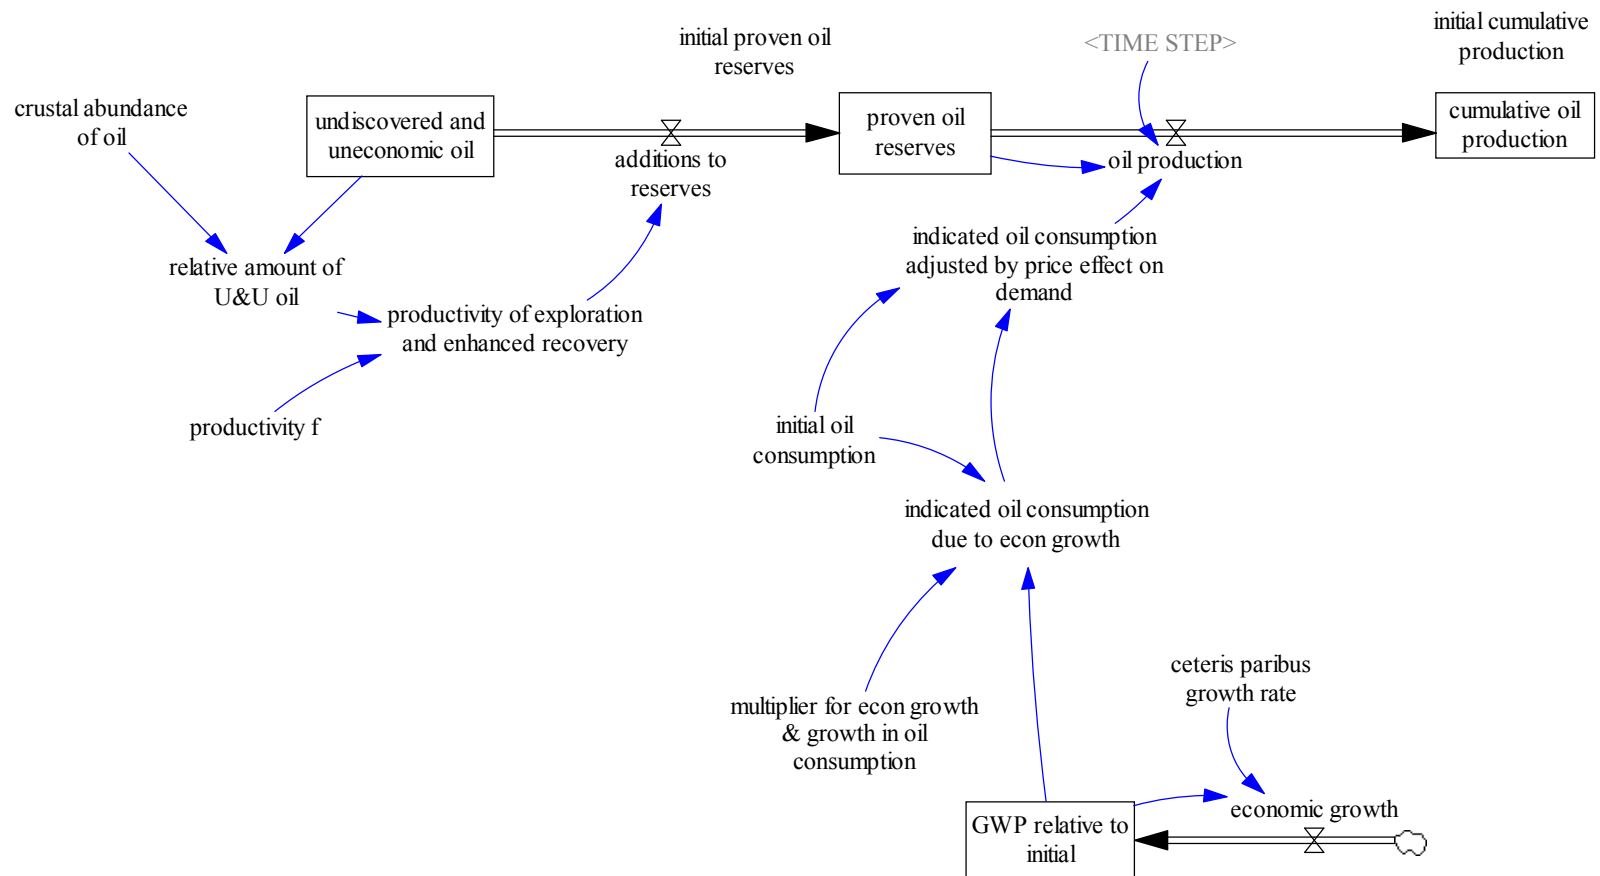 initial proven oil
reserves
<TIME STEP>
initial cumulative
production
crustal abundance
of oil
undiscovered and
uneconomic oil
additions to
reserves
proven oil
reserves
oil production
cumulative oil
production
relative amount of
U&U oil
productivity of exploration
and enhanced recovery
productivity f
indicated oil consumption
adjusted by price effect on
demand
initial oil
consumption
indicated oil consumption
due to econ growth
multiplier for econ growth
& growth in oil
consumption
ceteris paribus
growth rate
economic growth
GWP relative to
initial